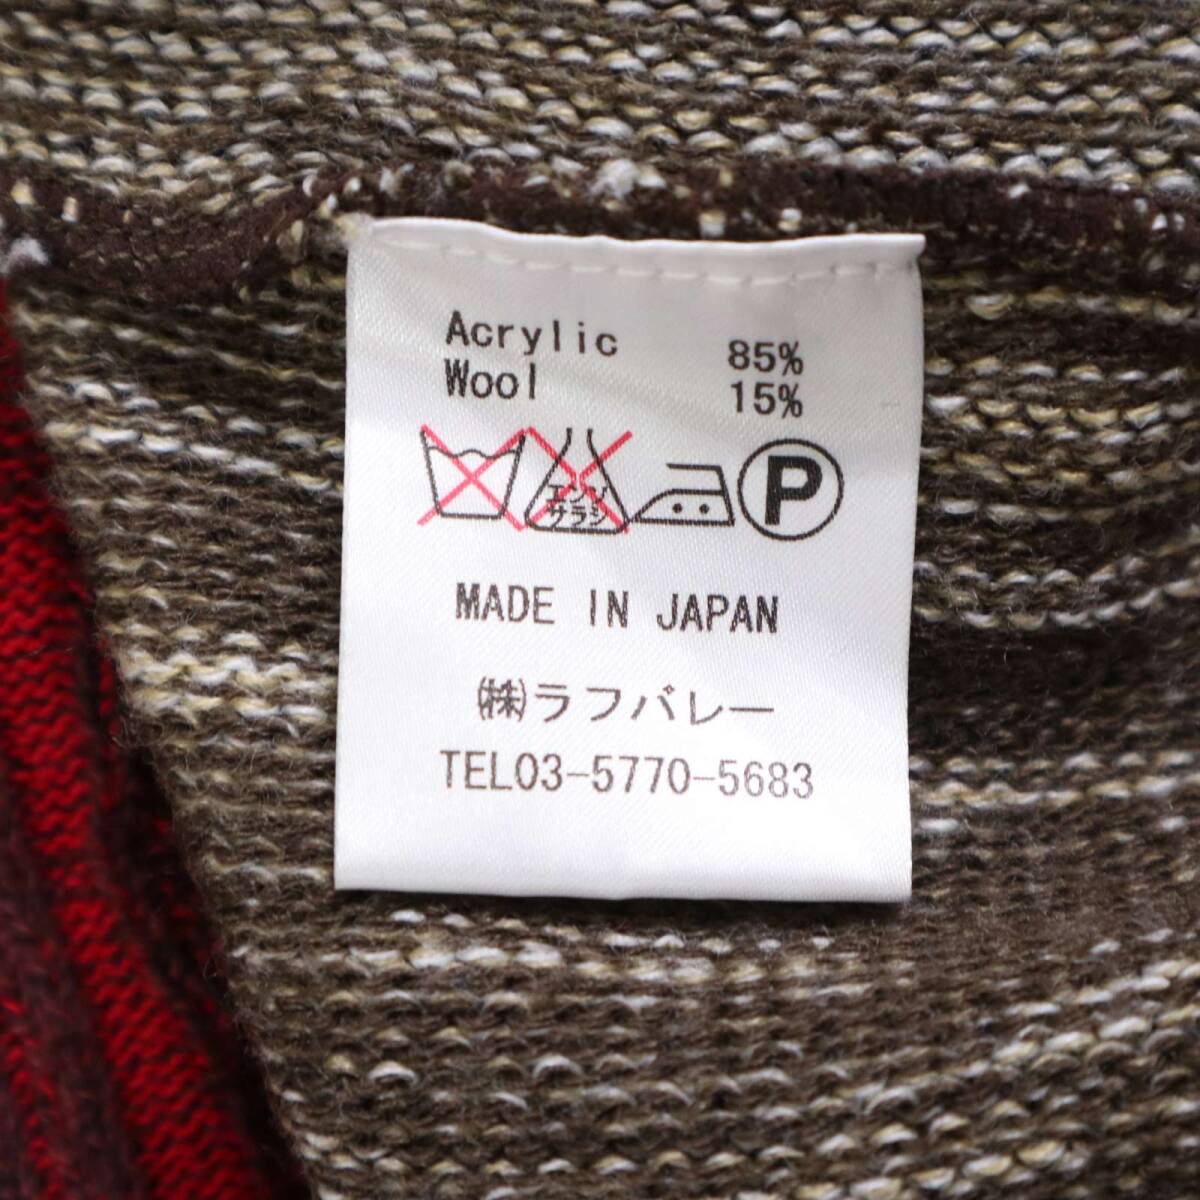 Acrylic 85%
Wool 15%
エンソ
サラシ
P
MADE IN JAPAN
㈱ラフバレー
TEL03-5770-5683